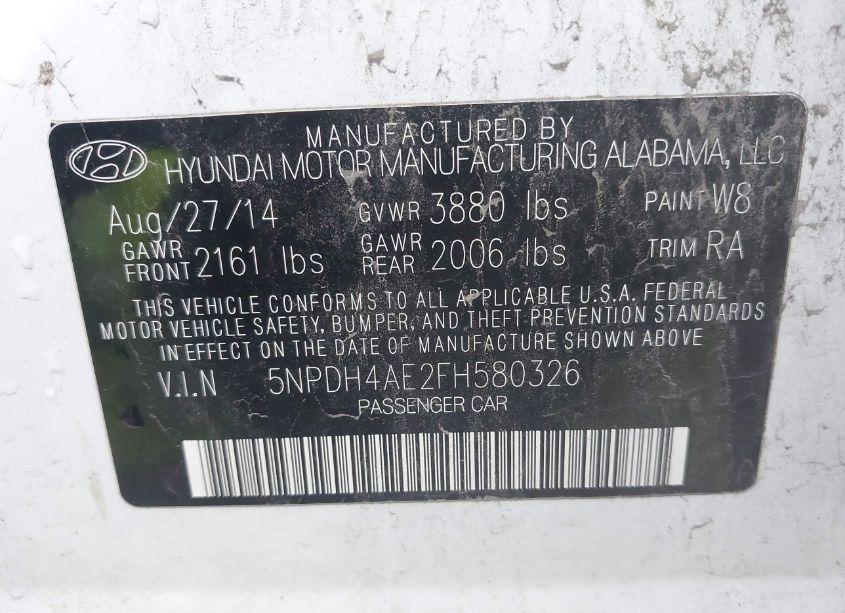 MANUFACTURED BY
HYUNDAI MOTOR MANUFACTURING ALABAMA, LLC
Aug/27/14 GVWR 3880 lbs PAINT W8
GAWR FRONT 2161 lbs GAWR REAR 2006 lbs TRIM RA
THIS VEHICLE CONFORMS TO ALL APPLICABLE U.S.A. FEDERAL
MOTOR VEHICLE SAFETY, BUMPER, AND THEFT PREVENTION STANDARDS
IN EFFECT ON THE DATE OF MANUFACTURE SHOWN ABOVE
V.I.N 5NPDH4AE2FH580326
PASSENGER CAR